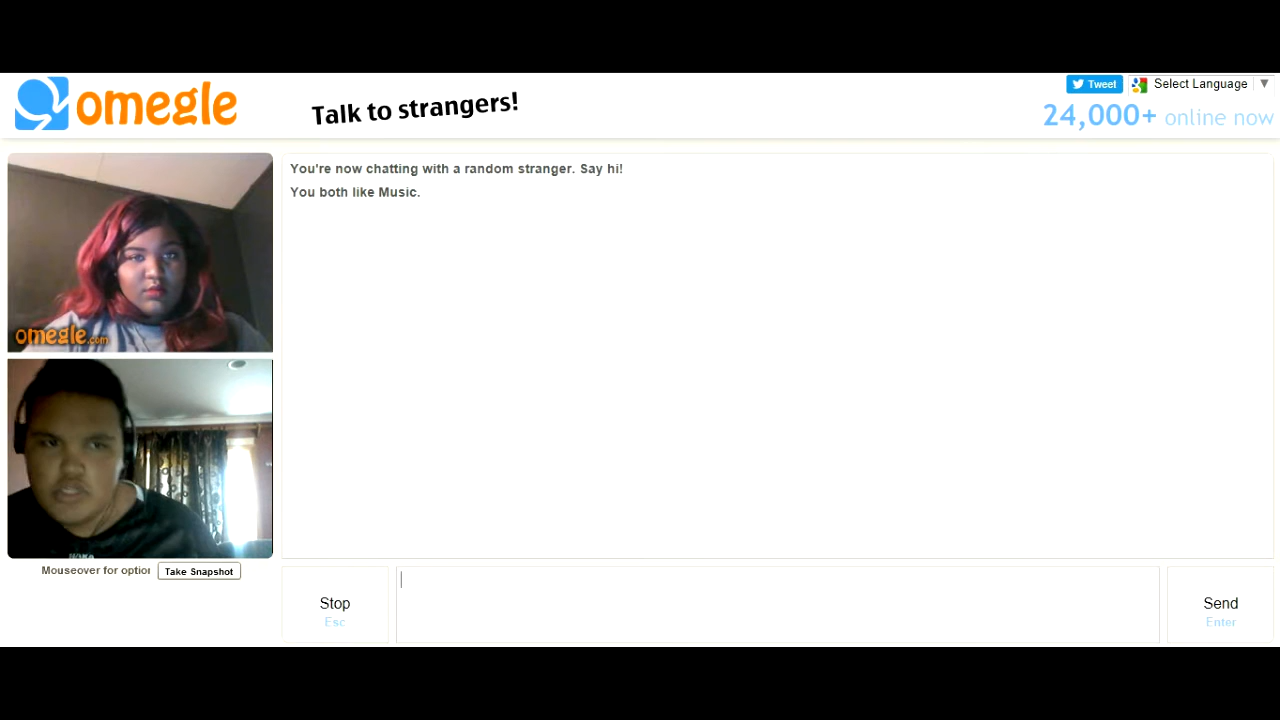 omegle
Talk to strangers!
Tweet
Select Language ▼
24,000+ online now
You're now chatting with a random stranger. Say hi!
You both like Music.
omegle.com
Mouseover for option
Take Snapshot
Stop
Esc
Send
Enter